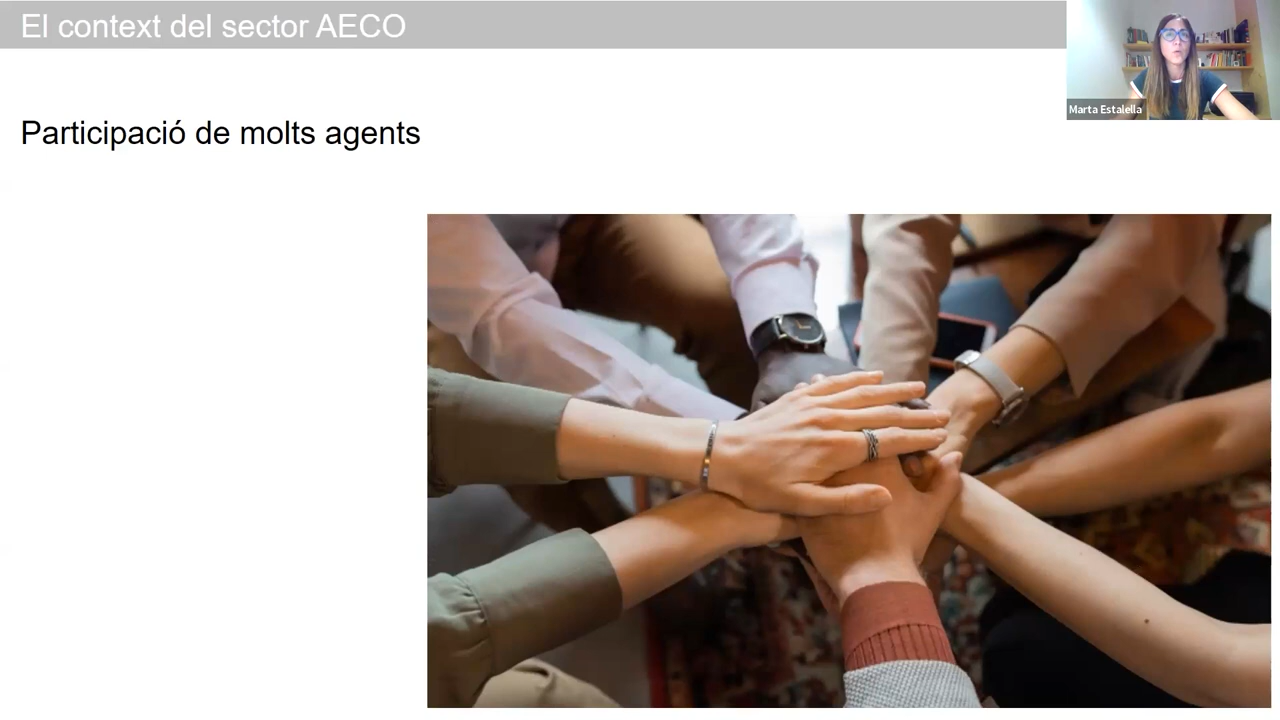 El context del sector AECO
Marta Estalella
Participació de molts agents